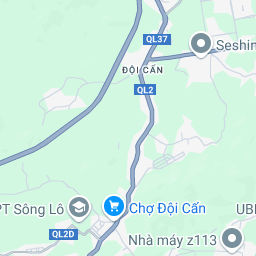 QL37
Seshin
ĐỘI CẤN
QL2
PT Sông Lô
Chợ Đội Cấn
UBI
QL2D
Nhà máy z113